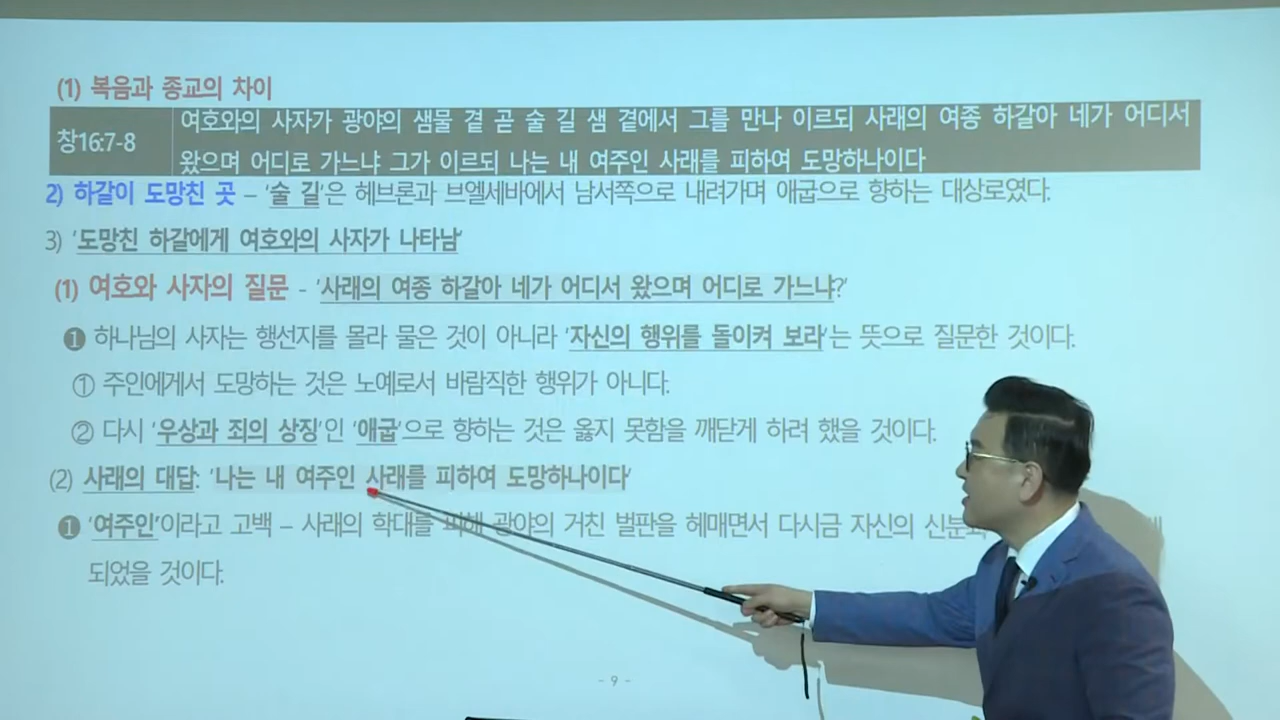 (1) 복음과 종교의 차이
창16:7-8
여호와의 사자가 광야의 샘물 곁 곧 술 길 샘 곁에서 그를 만나 이르되 사래의 여종 하갈아 네가 어디서
왔으며 어디로 가느냐 그가 이르되 나는 내 여주인 사래를 피하여 도망하나이다
2) 하갈이 도망친 곳 – '술 길'은 헤브론과 브엘세바에서 남서쪽으로 내려가며 애굽으로 향하는 대상로였다.
3) '도망친 하갈에게 여호와의 사자가 나타남'
(1) 여호와 사자의 질문 - '사래의 여종 하갈아 네가 어디서 왔으며 어디로 가느냐?'
❶ 하나님의 사자는 행선지를 몰라 물은 것이 아니라 '자신의 행위를 돌이켜 보라'는 뜻으로 질문한 것이다.
① 주인에게서 도망하는 것은 노예로서 바람직한 행위가 아니다.
② 다시 '우상과 죄의 상징'인 '애굽'으로 향하는 것은 옳지 못함을 깨닫게 하려 했을 것이다.
(2) 사래의 대답: '나는 내 여주인 사래를 피하여 도망하나이다'
❶ '여주인'이라고 고백 – 사래의 학대를 피해 광야의 거친 벌판을 헤매면서 다시금 자신의
되었을 것이다.
- 9 -